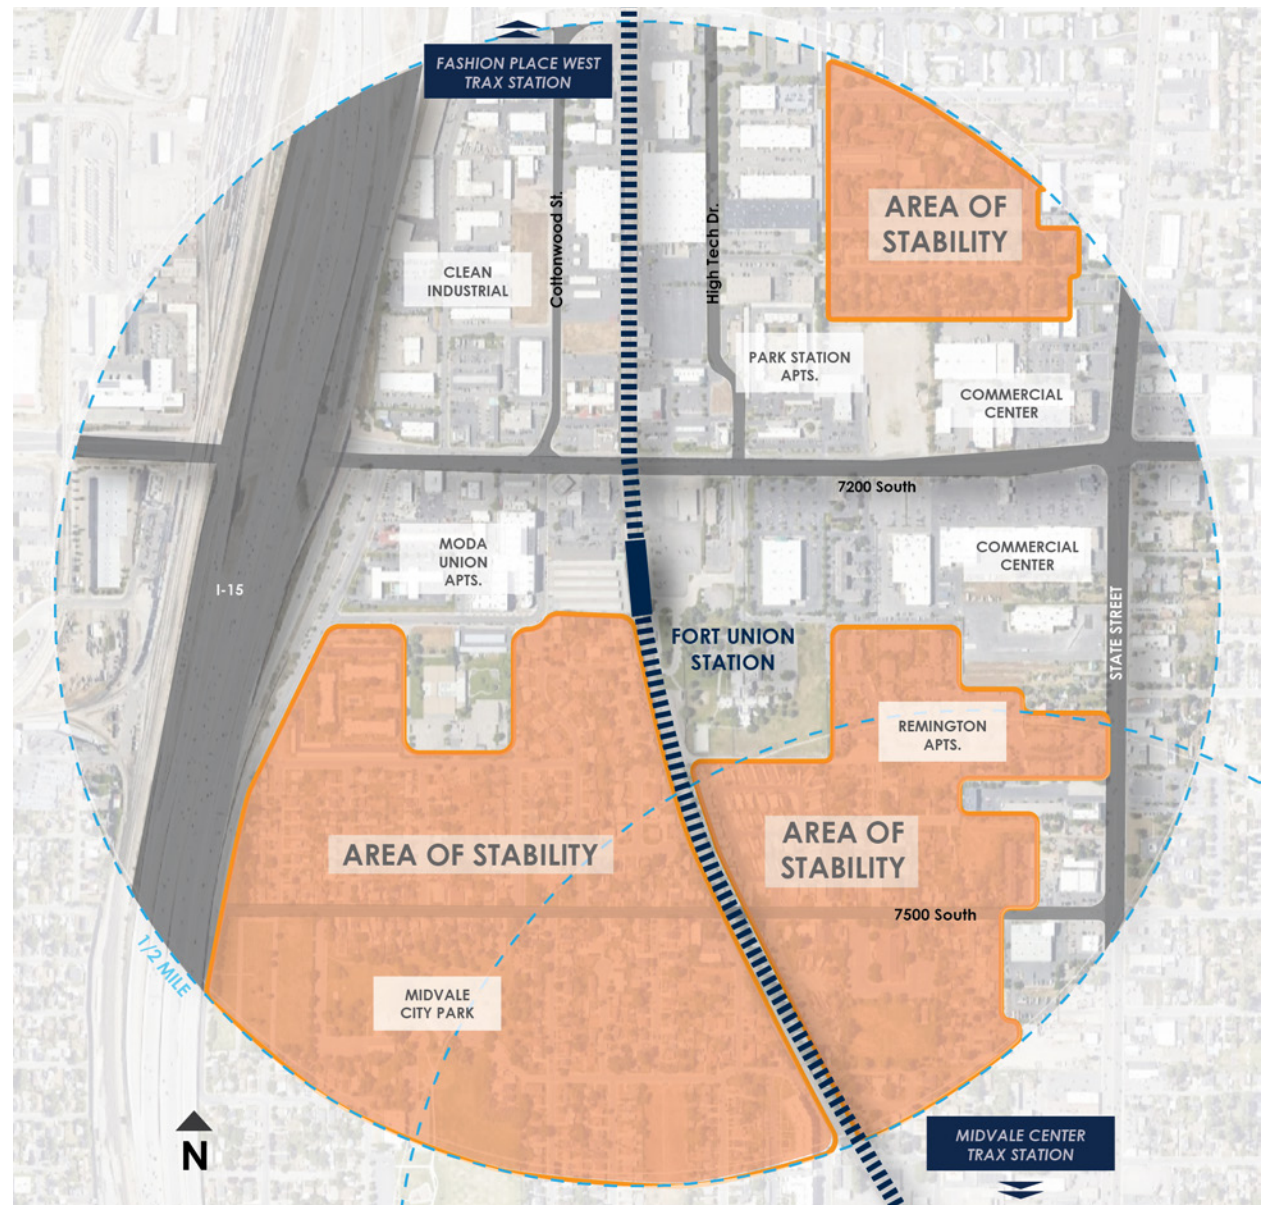 FASHION PLACE WEST
TRAX STATION
AREA OF
STABILITY
Cottonwood St.
High Tech Dr.
CLEAN
INDUSTRIAL
PARK STATION
APTS.
COMMERCIAL
CENTER
7200 South
MODA
UNION
APTS.
COMMERCIAL
CENTER
I-15
FORT UNION
STATION
STATE STREET
REMINGTON
APTS.
AREA OF STABILITY
AREA OF
STABILITY
7500 South
1/2 MILE
MIDVALE
CITY PARK
N
MIDVALE CENTER
TRAX STATION